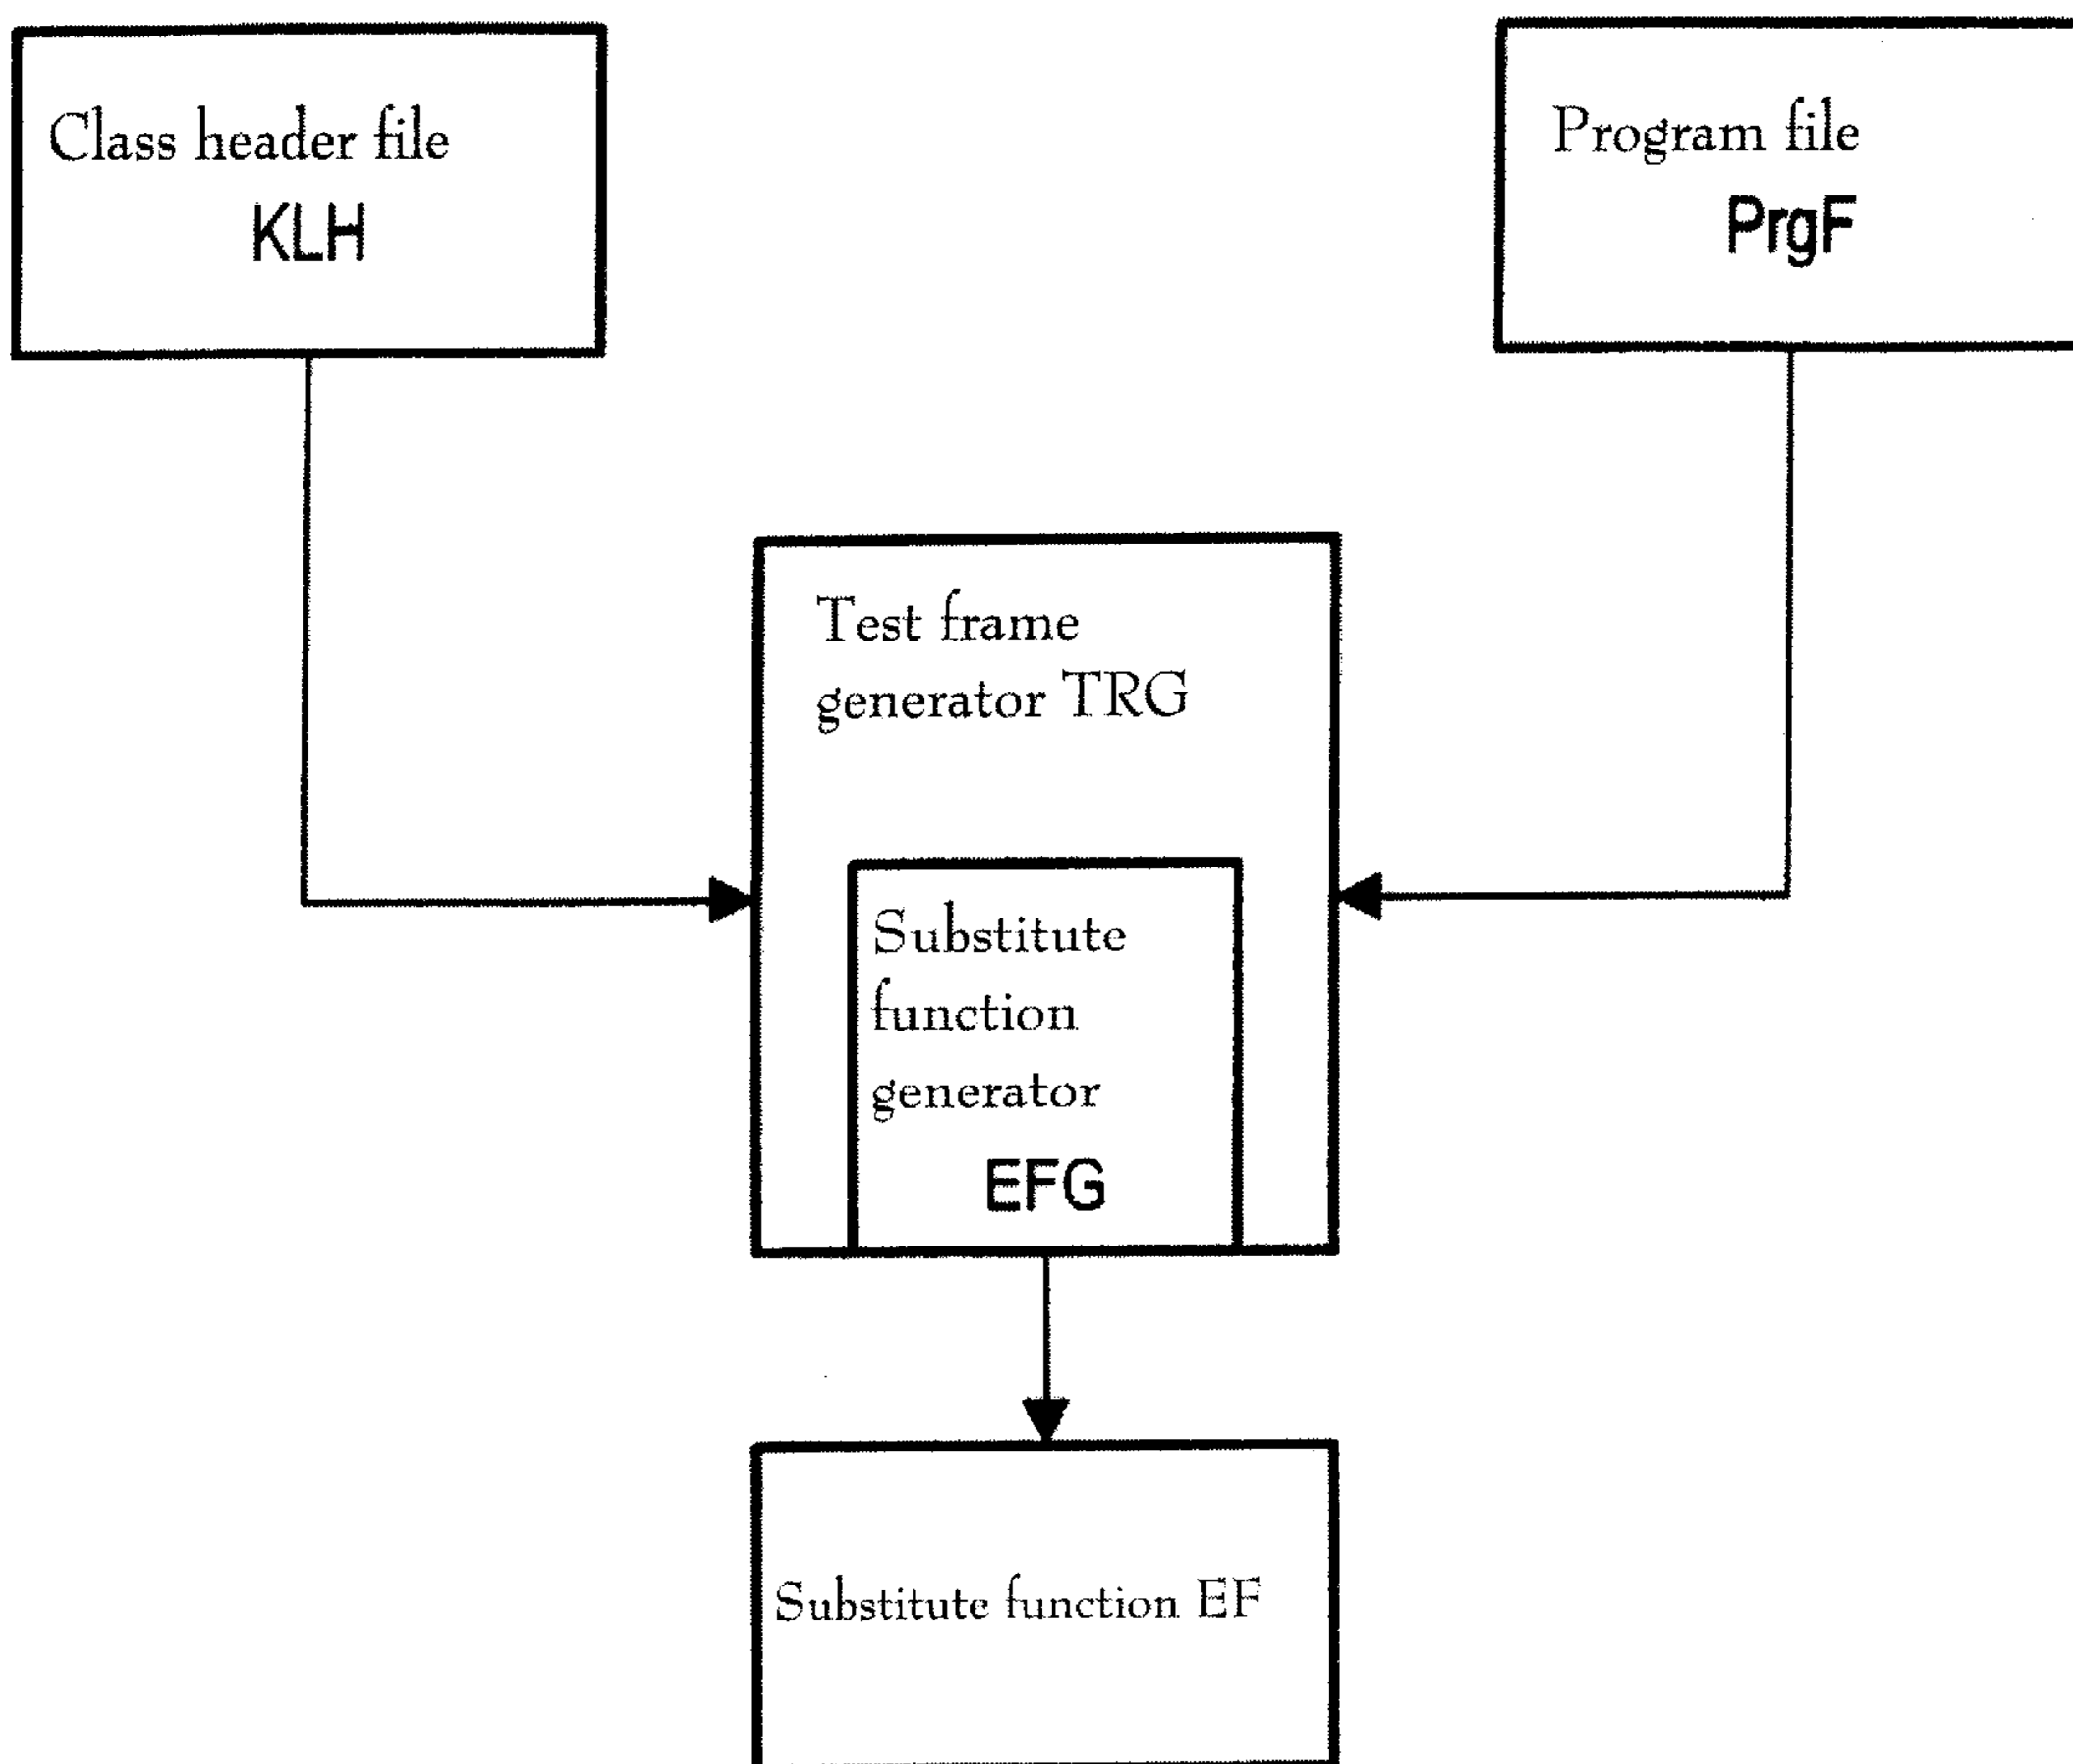 Class header file
KLH
Program file
PrgF
Test frame
generator TRG
Substitute
function
generator
EFG
Substitute function EF